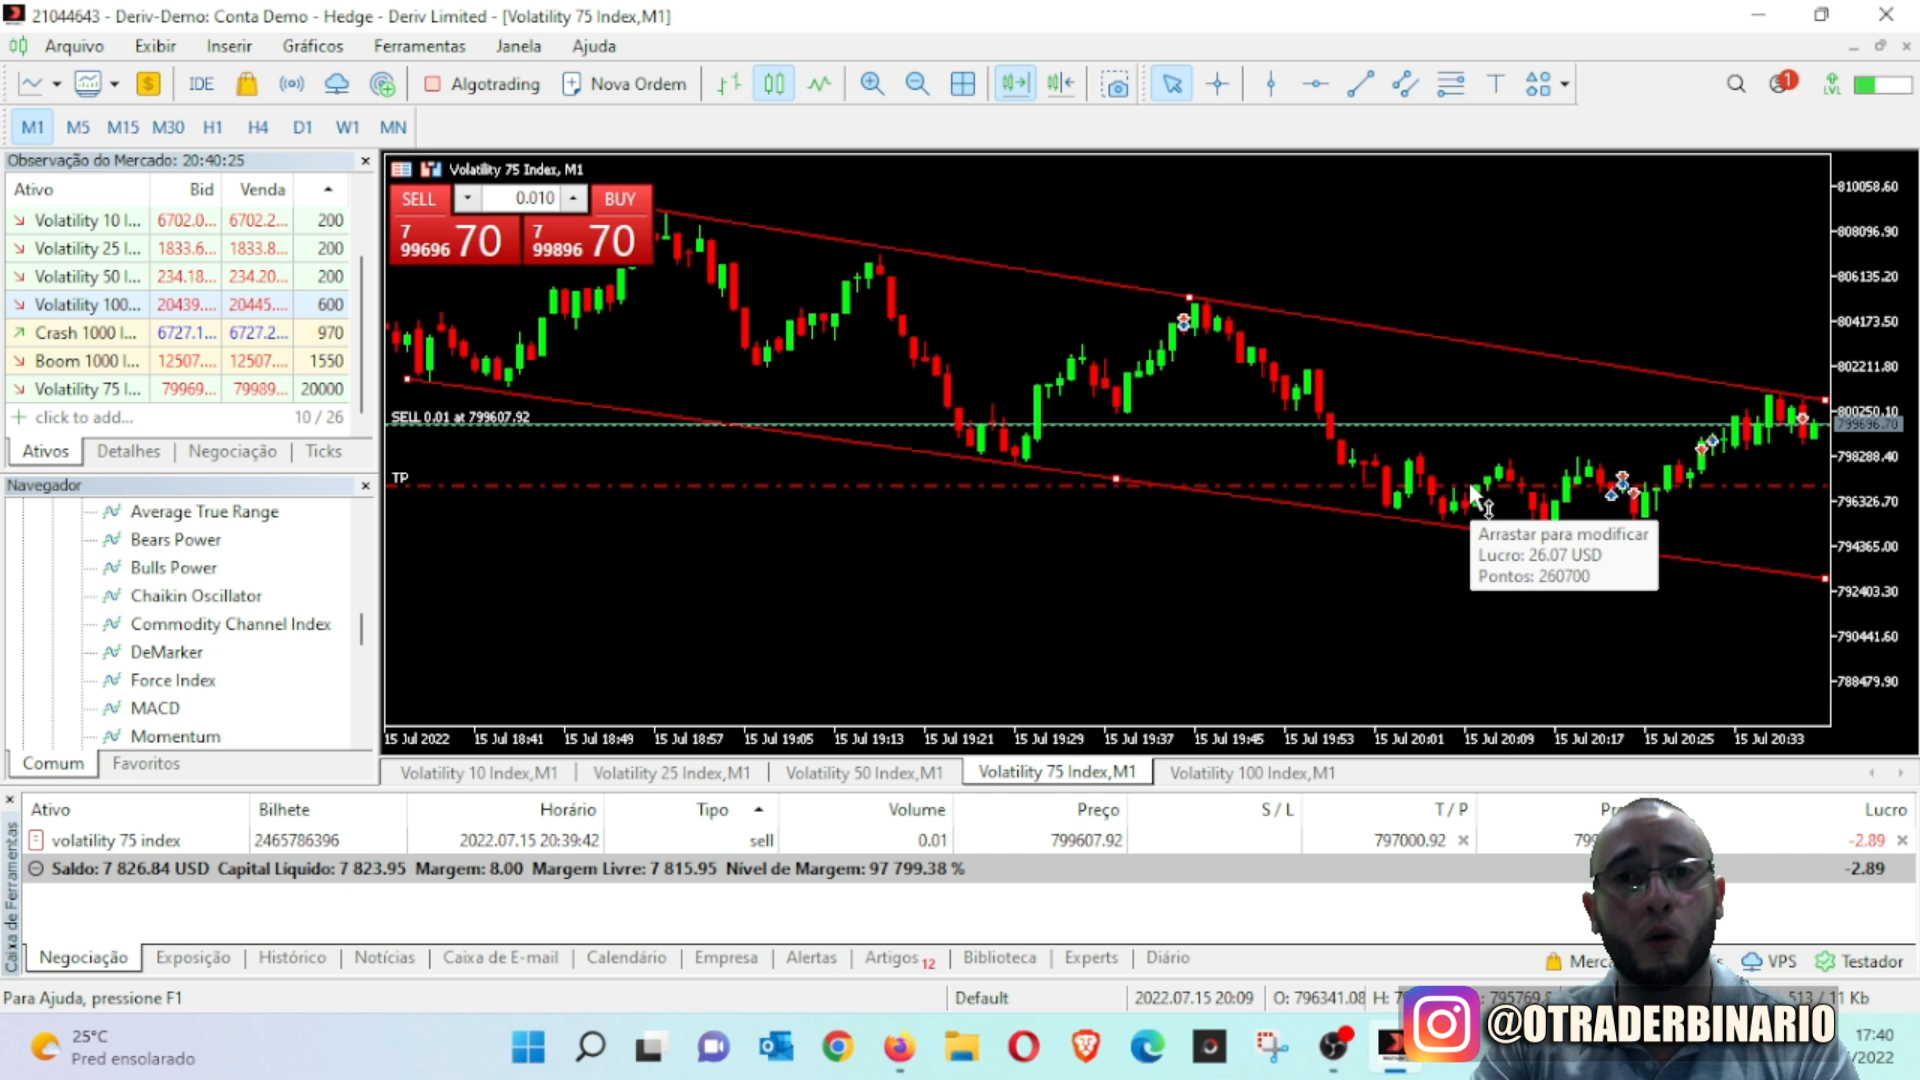 21044643 - Deriv-Demo: Conta Demo - Hedge - Deriv Limited - [Volatility 75 Index,M1]
Arquivo Exibir Inserir Gráficos Ferramentas Janela Ajuda
IDE Algotrading Nova Ordem T 1 LVL
M1 M5 M15 M30 H1 H4 D1 W1 MN
Observação do Mercado: 20:40:25
Ativo Bid Venda
Volatility 10 I... 6702.0... 6702.2... 200
Volatility 25 I... 1833.6... 1833.8... 200
Volatility 50 I... 234.18... 234.20... 200
Volatility 100... 20439.... 20445.... 600
Crash 1000 I... 6727.1... 6727.2... 970
Boom 1000 I... 12507.... 12507.... 1550
Volatility 75 I... 79969... 79989... 20000
click to add... 10 / 26
Ativos Detalhes Negociação Ticks
Navegador
Average True Range
Bears Power
Bulls Power
Chaikin Oscillator
Commodity Channel Index
DeMarker
Force Index
MACD
Momentum
Comum Favoritos
Volatility 75 Index, M1
SELL 0.010 BUY
7 99696 70 7 99896 70
SELL 0.01 at 799607.92
TP
Arrastar para modificar
Lucro: 26.07 USD
Pontos: 260700
810058.60
808096.90
806135.20
804173.50
802211.80
800250.10
799696.70
798288.40
796326.70
794365.00
792403.30
790441.60
788479.90
15 Jul 2022 15 Jul 18:41 15 Jul 18:49 15 Jul 18:57 15 Jul 19:05 15 Jul 19:13 15 Jul 19:21 15 Jul 19:29 15 Jul 19:37 15 Jul 19:45 15 Jul 19:53 15 Jul 20:01 15 Jul 20:09 15 Jul 20:17 15 Jul 20:25 15 Jul 20:33
Volatility 10 Index,M1 Volatility 25 Index,M1 Volatility 50 Index,M1 Volatility 75 Index,M1 Volatility 100 Index,M1
Caixa de Ferramentas
Ativo Bilhete Horário Tipo Volume Preço S / L T / P Lucro
volatility 75 index 2465786396 2022.07.15 20:39:42 sell 0.01 799607.92 797000.92 -2.89
Saldo: 7 826.84 USD Capital Líquido: 7 823.95 Margem: 8.00 Margem Livre: 7 815.95 Nível de Margem: 97 799.38 % -2.89
Negociação Exposição Histórico Notícias Caixa de E-mail Calendário Empresa Alertas Artigos 12 Biblioteca Experts Diário VPS Testador
Para Ajuda, pressione F1 Default 2022.07.15 20:09 O: 796341.08 513 / 11 Kb
25°C
Pred ensolarado
@OTRADERBINARIO
17:40
/2022